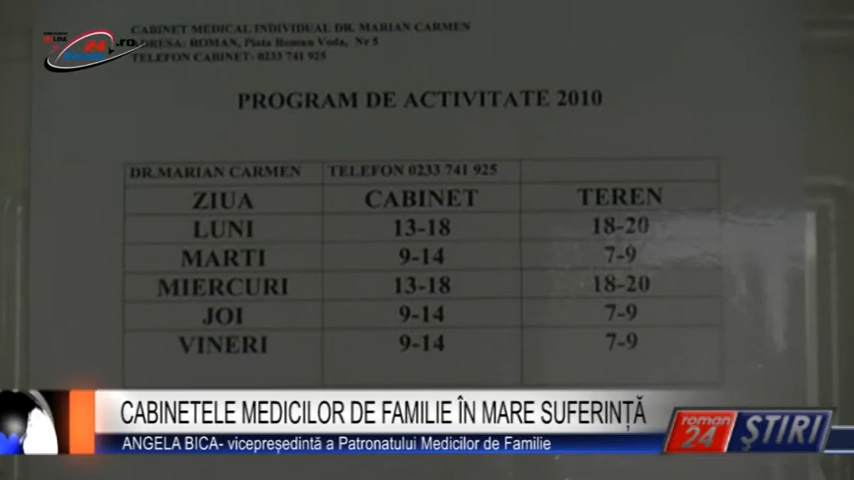 CABINET MEDICAL INDIVIDUAL DR. MARIAN CARMEN
ADRESA: ROMAN, Piata Roman Voda, Nr 5
TELEFON CABINET- 0233 741 925
24 .ro
PROGRAM DE ACTIVITATE 2010
DR.MARIAN CARMEN TELEFON 0233 741 925
ZIUA CABINET TEREN
LUNI 13-18 18-20
MARTI 9-14 7-9
MIERCURI 13-18 18-20
JOI 9-14 7-9
VINERI 9-14 7-9
CABINETELE MEDICILOR DE FAMILIE ÎN MARE SUFERINȚĂ
ANGELA BICA- vicepreședintă a Patronatului Medicilor de Familie
roman
24 ȘTIRI